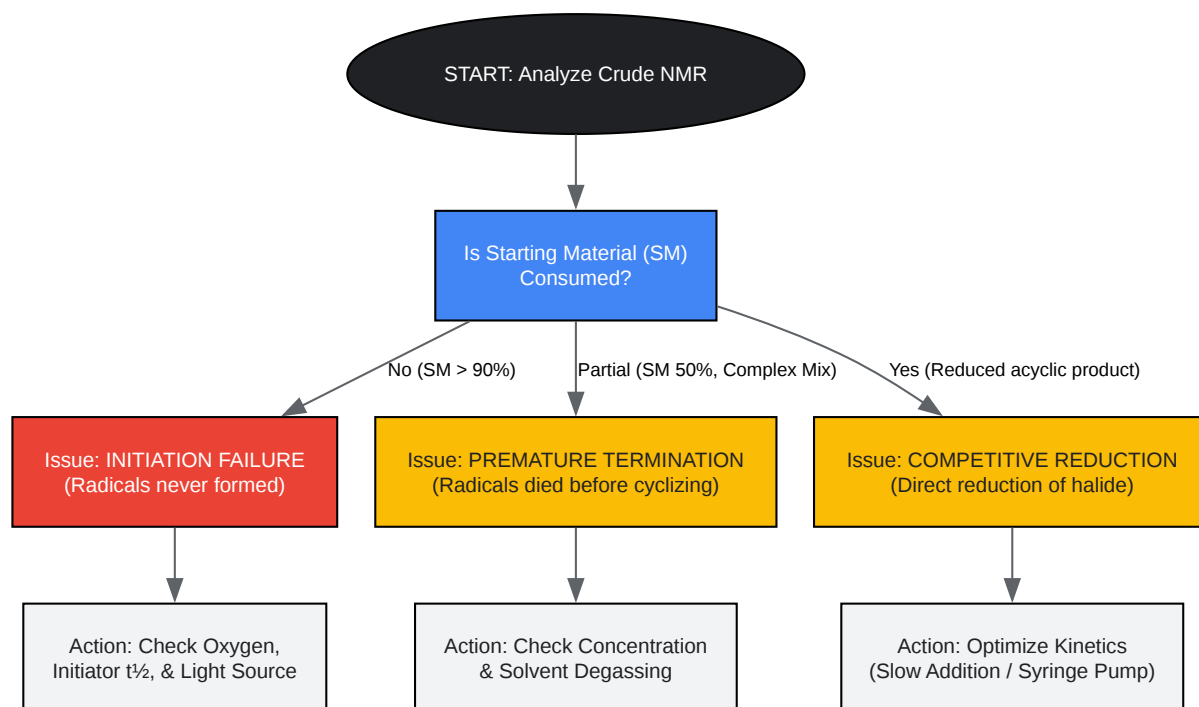 START: Analyze Crude NMR
Is Starting Material (SM)
Consumed?
No (SM > 90%)
Partial (SM 50%, Complex Mix)
Yes (Reduced acyclic product)
Issue: INITIATION FAILURE
(Radicals never formed)
Issue: PREMATURE TERMINATION
(Radicals died before cyclizing)
Issue: COMPETITIVE REDUCTION
(Direct reduction of halide)
Action: Check Oxygen,
Initiator t½, & Light Source
Action: Check Concentration
& Solvent Degassing
Action: Optimize Kinetics
(Slow Addition / Syringe Pump)